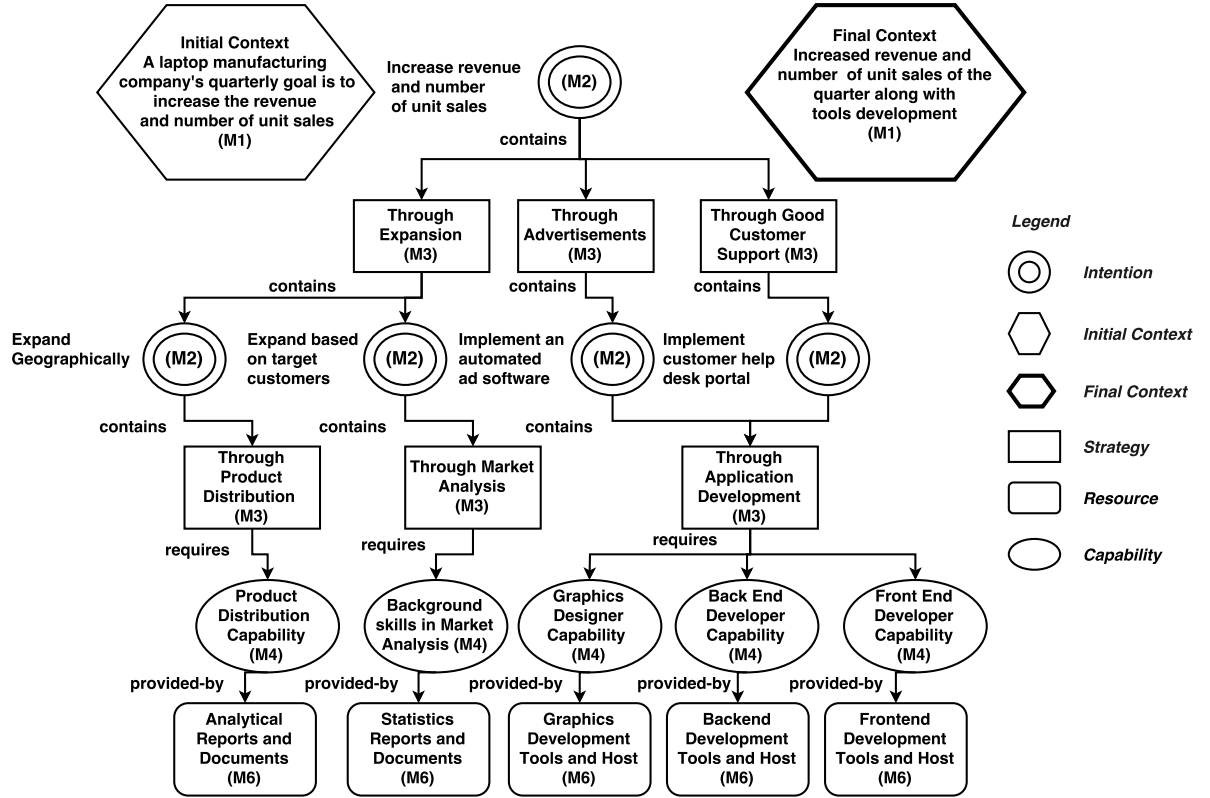 Initial Context
A laptop manufacturing
company's quarterly goal is to
increase the revenue
and number of unit sales
(M1)
Increase revenue
and number
of unit sales
(M2)
Final Context
Increased revenue and
number of unit sales of the
quarter along with
tools development
(M1)
contains
Through
Expansion
(M3)
Through
Advertisements
(M3)
Through Good
Customer
Support (M3)
Legend
Intention
Initial Context
Final Context
Strategy
Resource
Capability
contains
contains
contains
Expand
Geographically
(M2)
Expand based
on target
customers
(M2)
Implement an
automated
ad software
(M2)
Implement
customer help
desk portal
(M2)
contains
contains
contains
Through
Product
Distribution
(M3)
Through Market
Analysis
(M3)
Through
Application
Development
(M3)
requires
requires
requires
Product
Distribution
Capability
(M4)
Background
skills in Market
Analysis (M4)
Graphics
Designer
Capability
(M4)
Back End
Developer
Capability
(M4)
Front End
Developer
Capability
(M4)
provided-by
provided-by
provided-by
provided-by
provided-by
Analytical
Reports and
Documents
(M6)
Statistics
Reports and
Documents
(M6)
Graphics
Development
Tools and Host
(M6)
Backend
Development
Tools and Host
(M6)
Frontend
Development
Tools and Host
(M6)